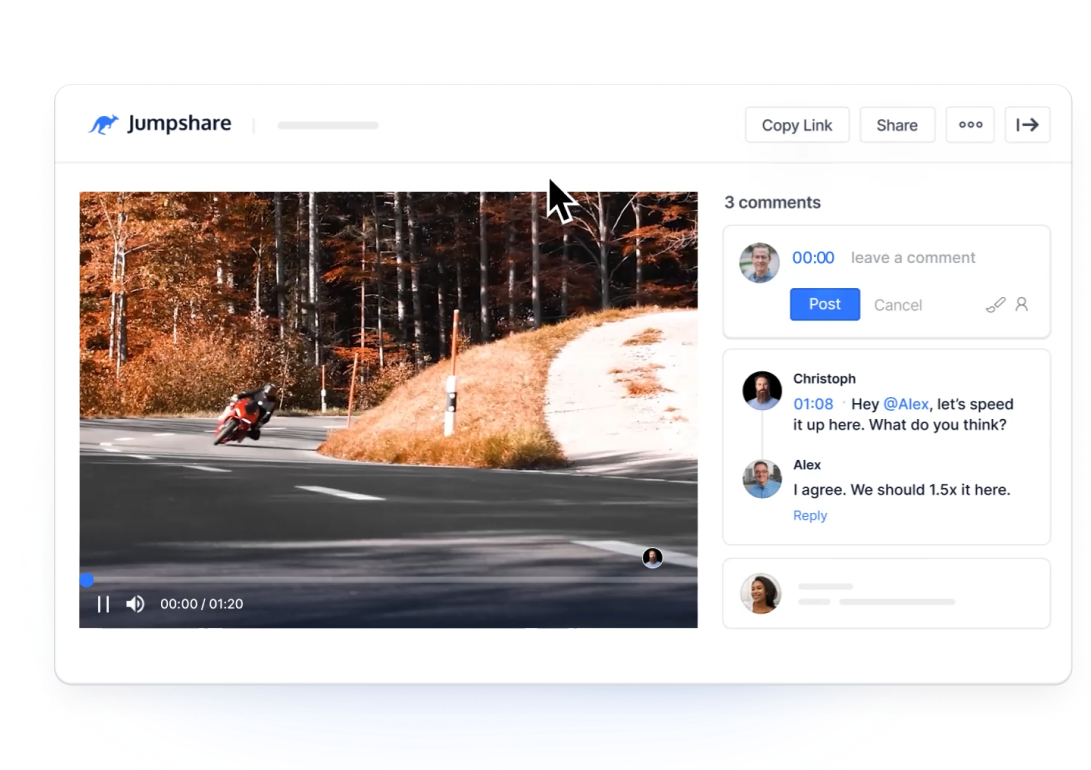 Jumpshare
Copy Link
Share
3 comments
00:00 leave a comment
Post
Cancel
Christoph
01:08 · Hey @Alex, let’s speed
it up here. What do you think?
Alex
I agree. We should 1.5x it here.
Reply
00:00 / 01:20